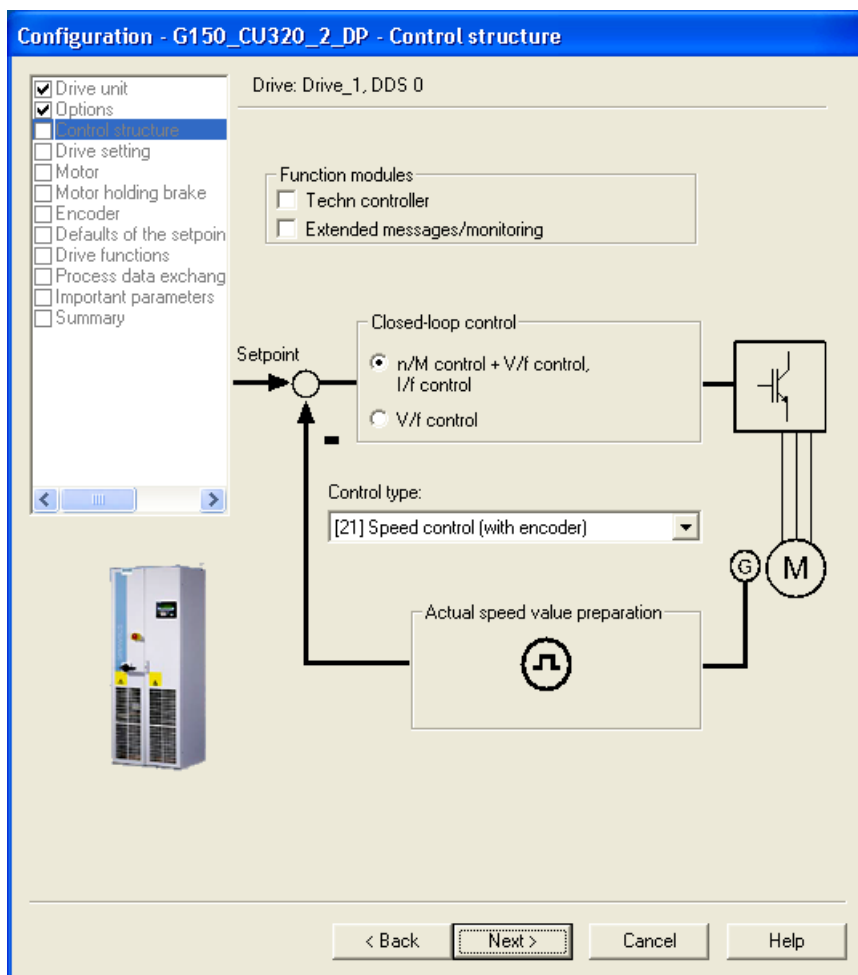 Configuration - G150_CU320_2_DP - Control structure
Drive unit
Options
Control structure
Drive setting
Motor
Motor holding brake
Encoder
Defaults of the setpoin
Drive functions
Process data exchang
Important parameters
Summary
Drive: Drive_1, DDS 0
Function modules
Techn controller
Extended messages/monitoring
Setpoint
Closed-loop control
n/M control + V/f control,
I/f control
V/f control
Control type:
[21] Speed control (with encoder)
G
M
Actual speed value preparation
< Back
Next >
Cancel
Help